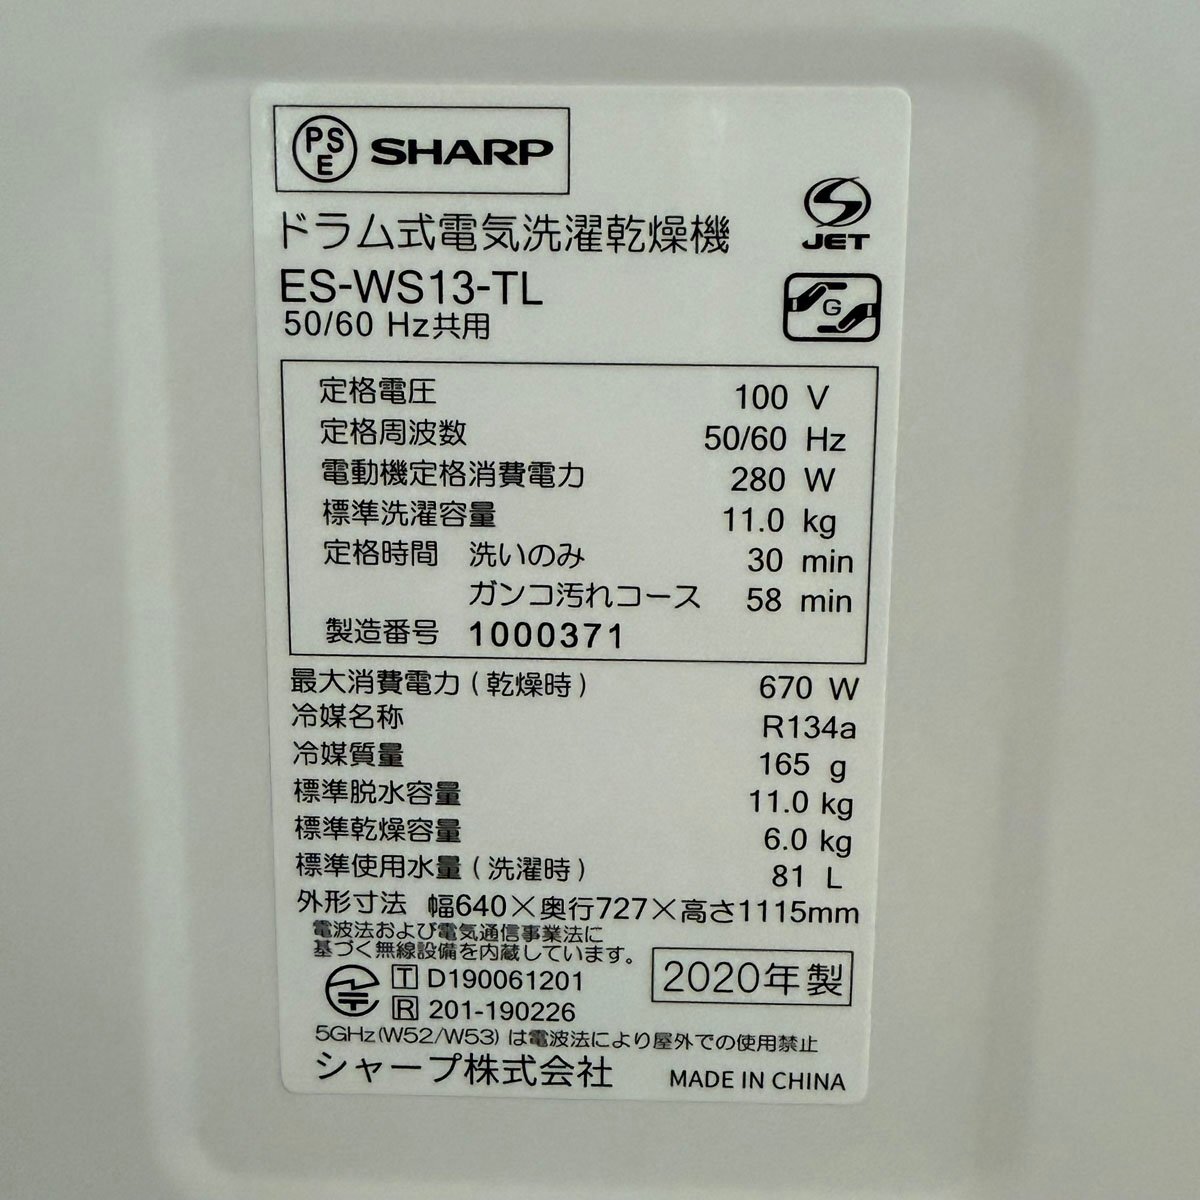 PSE SHARP
JET
ドラム式電気洗濯乾燥機
ES-WS13-TL
G
50/60 Hz共用
定格電圧 100 V
定格周波数 50/60 Hz
電動機定格消費電力 280 W
標準洗濯容量 11.0 kg
定格時間 洗いのみ 30 min
ガンコ汚れコース 58 min
製造番号 1000371
最大消費電力(乾燥時) 670 W
冷媒名称 R134a
冷媒質量 165 g
標準脱水容量 11.0 kg
標準乾燥容量 6.0 kg
標準使用水量(洗濯時) 81 L
外形寸法 幅640×奥行727×高さ1115mm
電波法および電気通信事業法に
基づく無線設備を内蔵しています。
T D190061201
R 201-190226
2020年製
5GHz(W52/W53)は電波法により屋外での使用禁止
シャープ株式会社 MADE IN CHINA